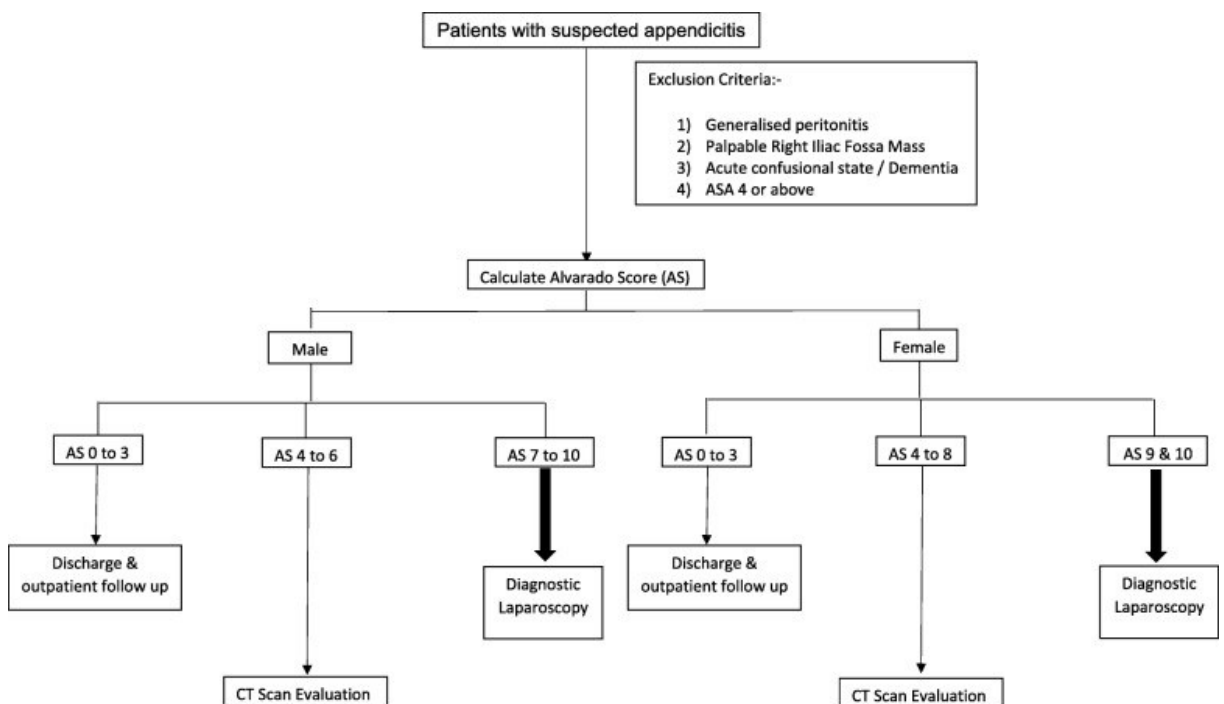 Patients with suspected appendicitis
Exclusion Criteria:-
1) Generalised peritonitis
2) Palpable Right Iliac Fossa Mass
3) Acute confusional state / Dementia
4) ASA 4 or above
Calculate Alvarado Score (AS)
Male
Female
AS 0 to 3
AS 4 to 6
AS 7 to 10
AS 0 to 3
AS 4 to 8
AS 9 & 10
Discharge &
outpatient follow up
Diagnostic
Laparoscopy
Discharge &
outpatient follow up
Diagnostic
Laparoscopy
CT Scan Evaluation
CT Scan Evaluation